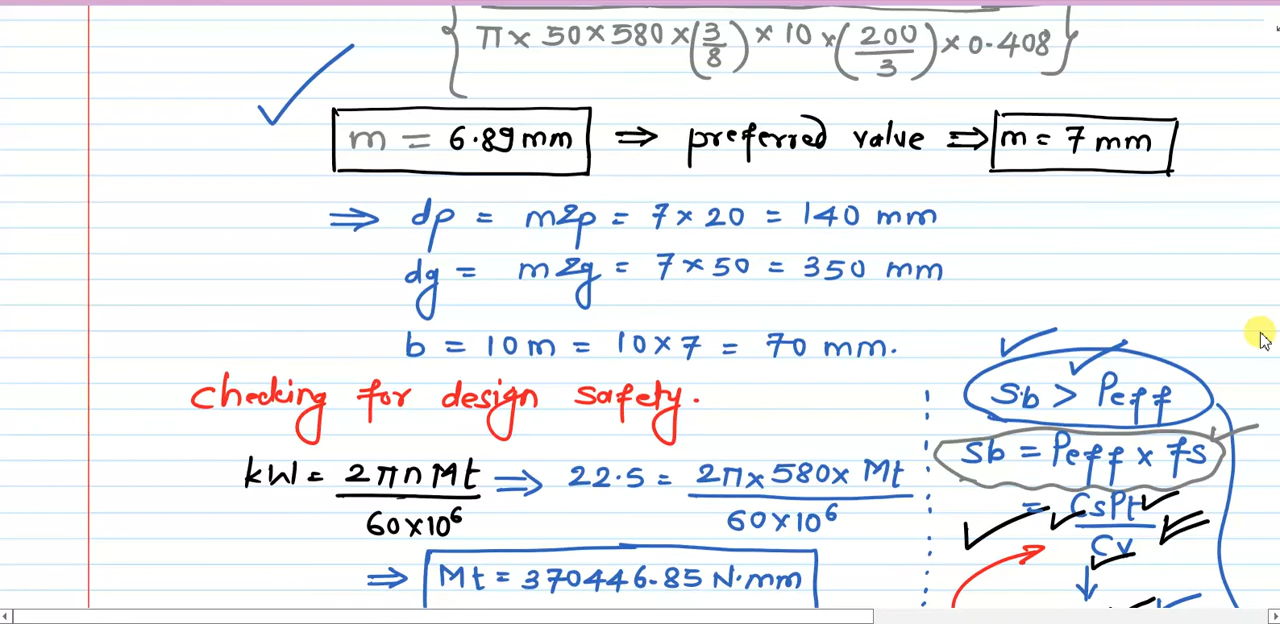 { π × 50 × 580 × (3/8) × 10 × (200/3) × 0.408 }
m = 6.89 mm ⇒ preferred value ⇒ m = 7 mm
⇒ dp = mzp = 7 × 20 = 140 mm
dg = mzg = 7 × 50 = 350 mm
b = 10m = 10 × 7 = 70 mm.
Checking for design safety.
Sb > Peff
Sb = Peff × fs
= CsPt/Cv
kW = 2πnMt/60×10⁶ ⇒ 22.5 = 2π×580×Mt/60×10⁶
⇒ Mt = 370446.85 N·mm